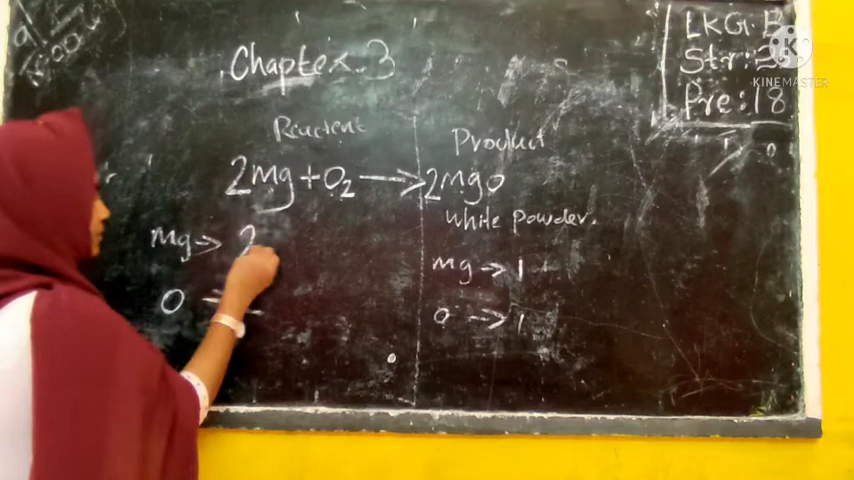 LKG: B
Str: 2
Pre: 18
KINEMASTER
Chapter. 3
Reactent
Product
2mg + O2 → 2mgo
white powder.
mg → 2
mg → 1
O →
o → 1